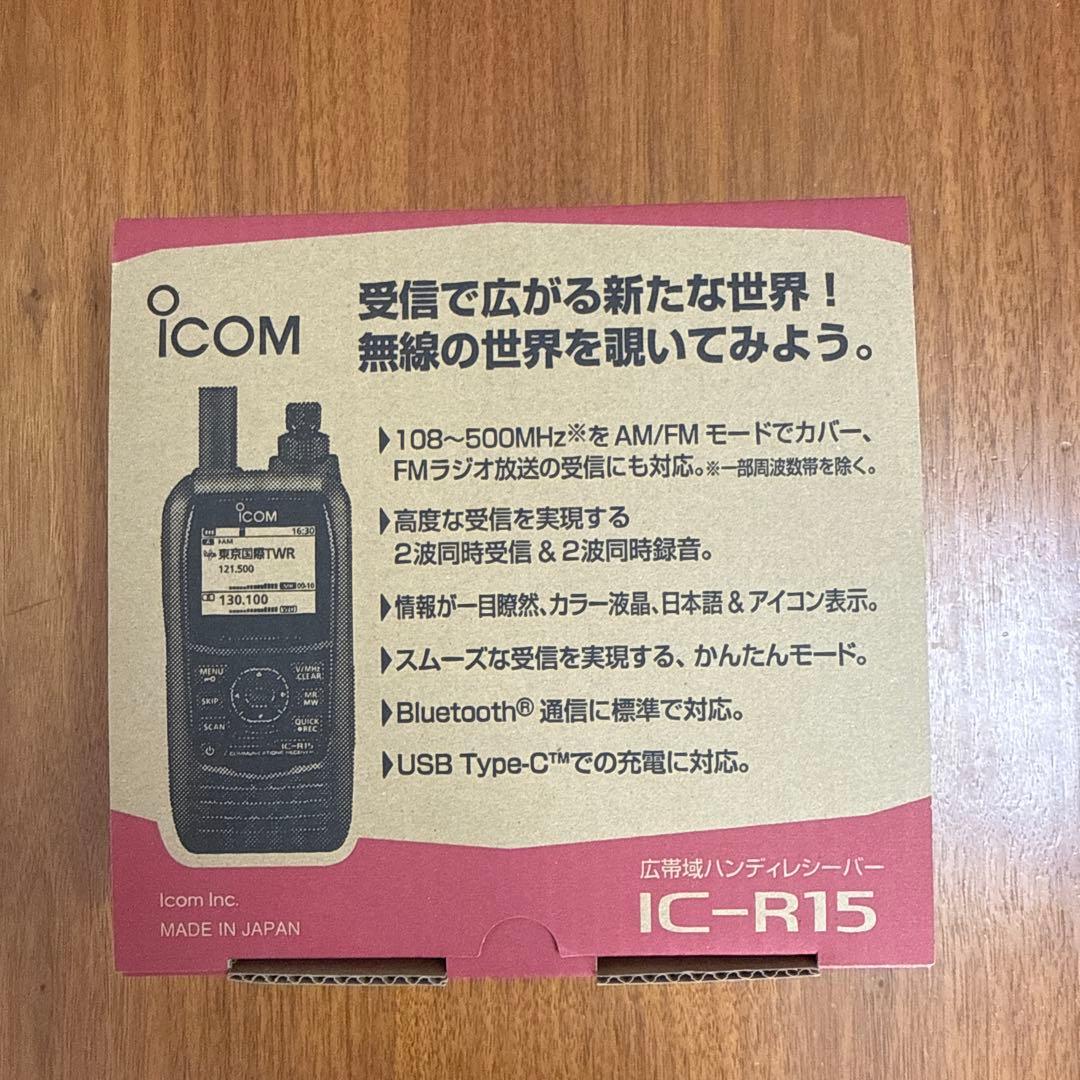 iCOM
受信で広がる新たな世界！
無線の世界を覗いてみよう。
108～500MHz※をAM/FMモードでカバー、
FMラジオ放送の受信にも対応。※一部周波数帯を除く。
高度な受信を実現する
2波同時受信＆2波同時録音。
情報が一目瞭然、カラー液晶、日本語＆アイコン表示。
スムーズな受信を実現する、かんたんモード。
Bluetooth®通信に標準で対応。
USB Type-C™での充電に対応。
iCOM
16:30
東京国際TWR
121.500
00-10
130.100
MENU
V/MHz
CLEAR
SKIP
MR
MW
SCAN
QUICK
●REC
IC-R15
COMMUNICATIONS RECEIVER
広帯域ハンディレシーバー
IC-R15
Icom Inc.
MADE IN JAPAN